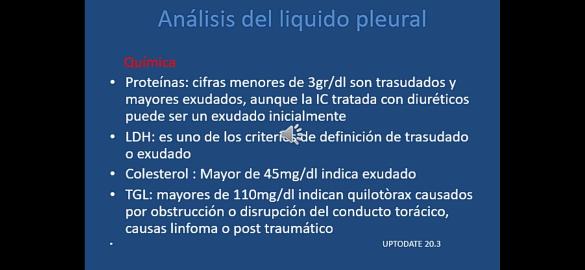 Análisis del liquido pleural
Química
• Proteínas: cifras menores de 3gr/dl son trasudados y
mayores exudados, aunque la IC tratada con diuréticos
puede ser un exudado inicialmente
• LDH: es uno de los criterios de definición de trasudado
o exudado
• Colesterol : Mayor de 45mg/dl indica exudado
• TGL: mayores de 110mg/dl indican quilotòrax causados
por obstrucción o disrupción del conducto torácico,
causas linfoma o post traumático
• UPTODATE 20.3